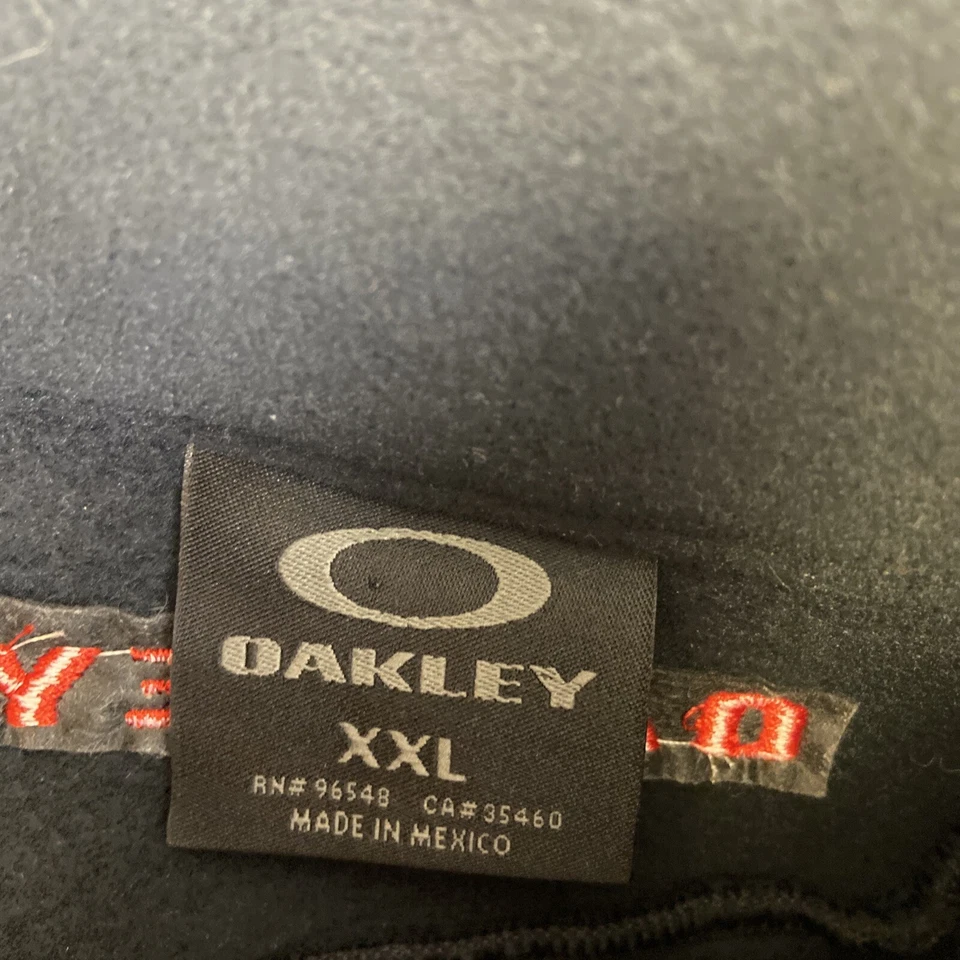 OAKLEY
XXL
RN# 96548 CA# 35460
MADE IN MEXICO